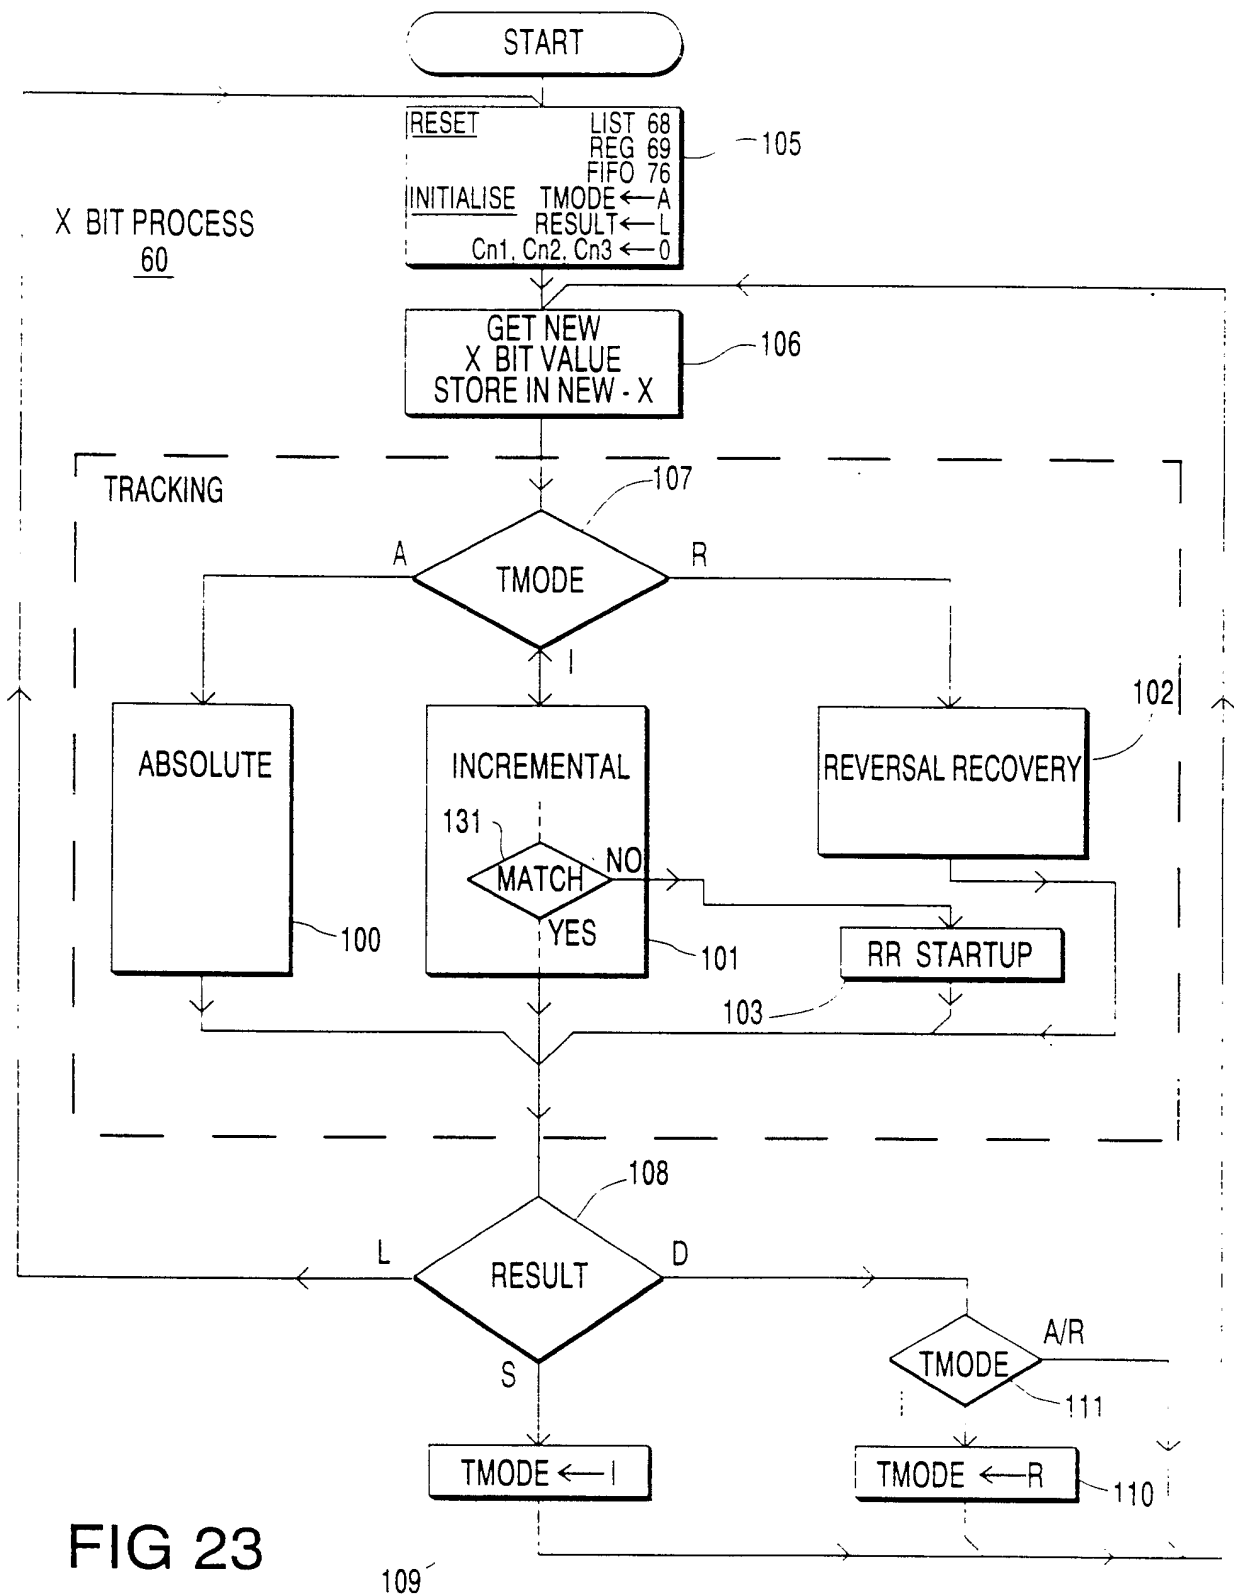 START
RESET LIST 68
REG 69
FIFO 76
INITIALISE TMODE ← A
RESULT ← L
Cn1, Cn2, Cn3 ← 0
105
X BIT PROCESS
60
GET NEW
X BIT VALUE
STORE IN NEW - X
106
TRACKING
107
A
TMODE
R
I
102
ABSOLUTE
INCREMENTAL
REVERSAL RECOVERY
131
NO
MATCH
YES
100
101
RR STARTUP
103
108
L
RESULT
D
S
A/R
TMODE
I
111
TMODE ← I
TMODE ← R
110
FIG 23
109